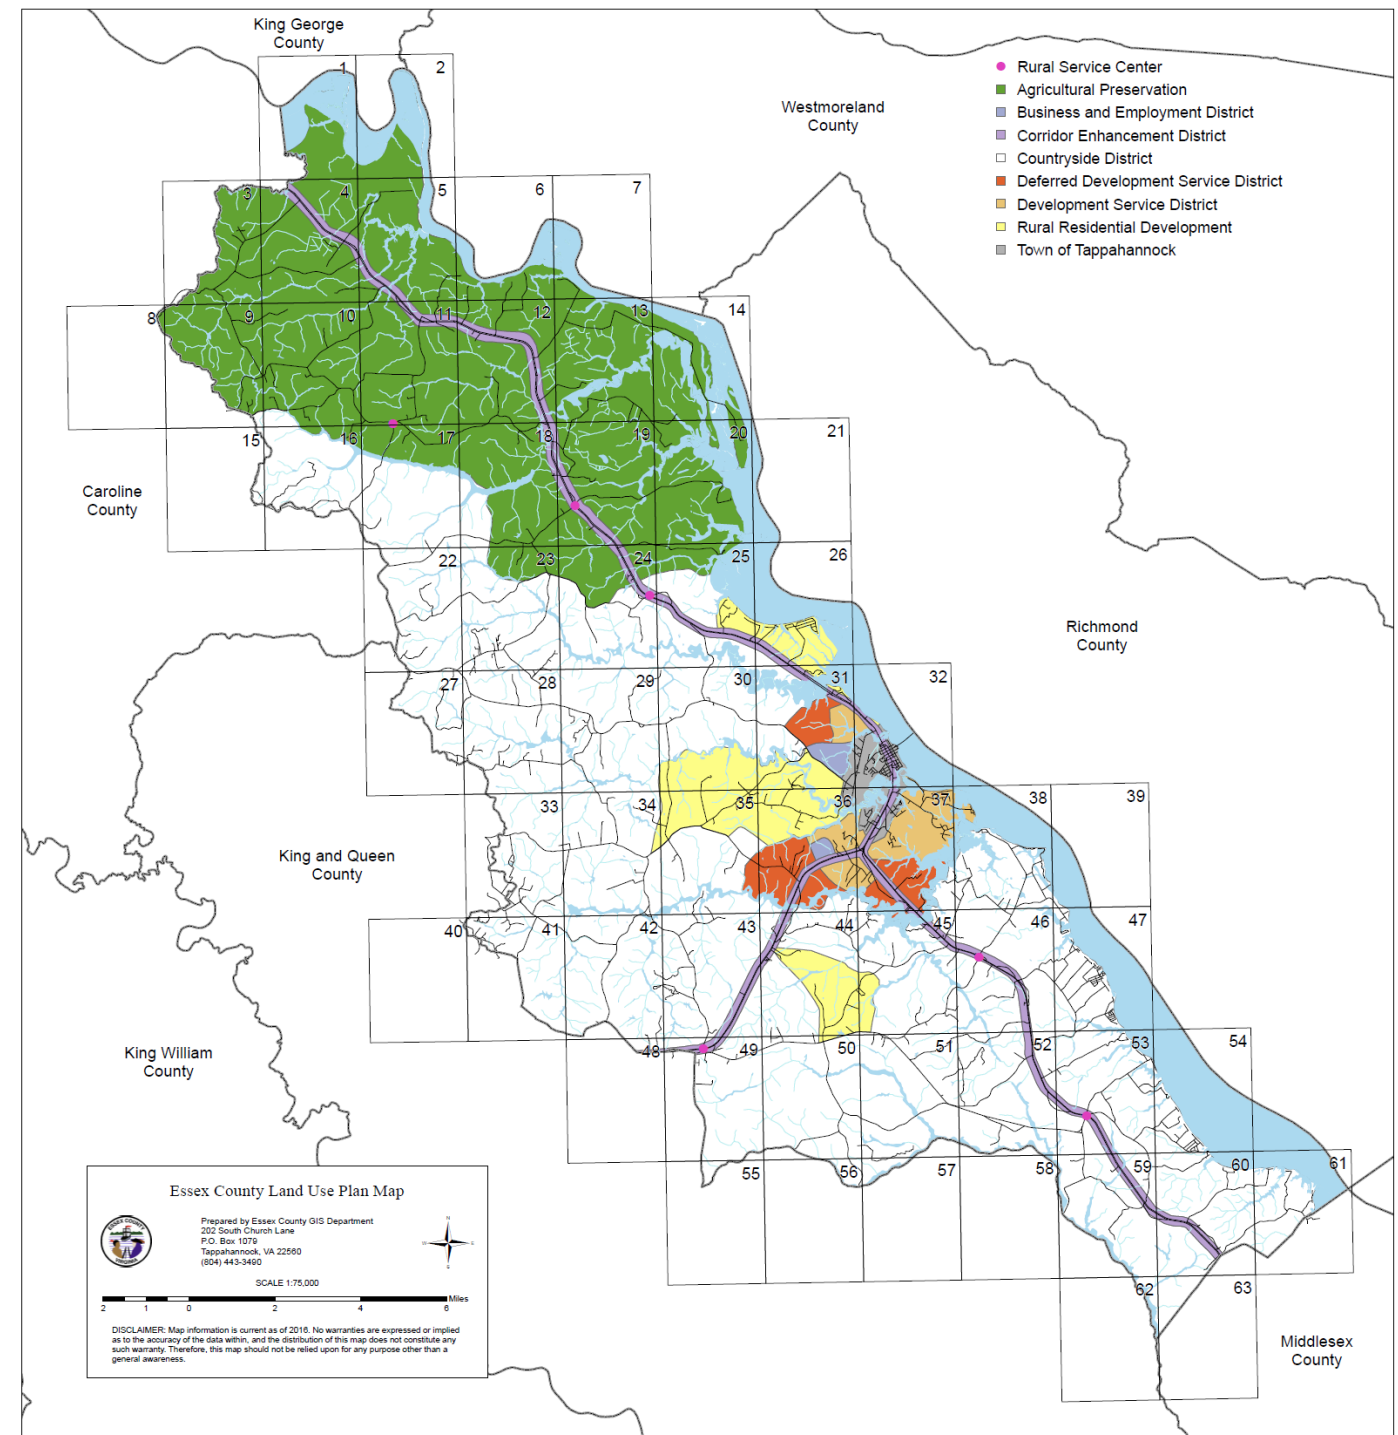 King George
County
1
2
Rural Service Center
Agricultural Preservation
Business and Employment District
Corridor Enhancement District
Countryside District
Deferred Development Service District
Development Service District
Rural Residential Development
Town of Tappahannock
Westmoreland
County
3
4
5
6
7
8
9
10
11
12
13
14
15
16
17
18
19
20
21
Caroline
County
22
23
24
25
26
Richmond
County
27
28
29
30
31
32
33
34
35
36
37
38
39
King and Queen
County
40
41
42
43
44
45
46
47
King William
County
48
49
50
51
52
53
54
55
56
57
58
59
60
61
62
63
Middlesex
County
Essex County Land Use Plan Map
ESSEX COUNTY
VIRGINIA
Prepared by Essex County GIS Department
202 South Church Lane
P.O. Box 1079
Tappahannock, VA 22560
(804) 443-3490
N
W
S
SCALE 1:75,000
2 1 0 2 4 6 Miles
DISCLAIMER: Map information is current as of 2016. No warranties are expressed or implied
as to the accuracy of the data within, and the distribution of this map does not constitute any
such warranty. Therefore, this map should not be relied upon for any purpose other than a
general awareness.